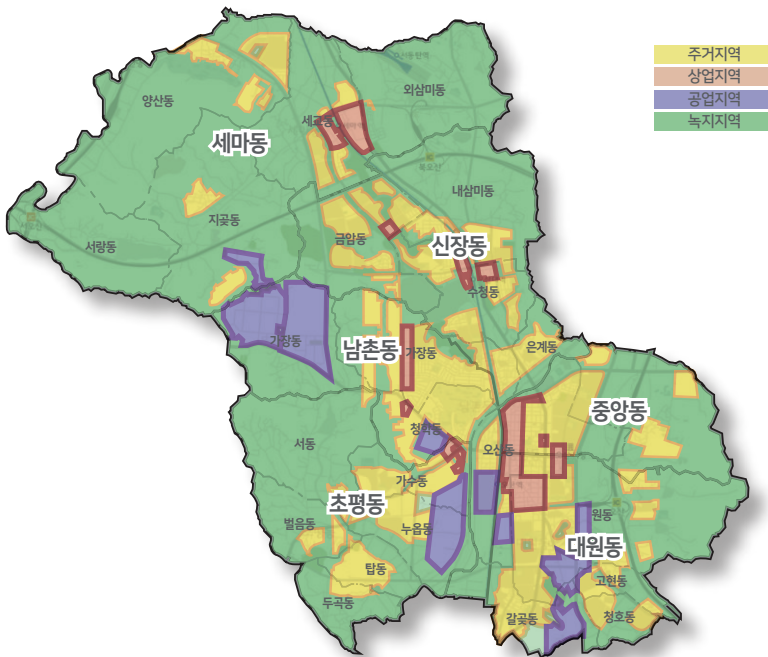 주거지역
상업지역
공업지역
녹지지역
외삼미동
양산동
세교동
세마동
내삼미동
지곶동
금암동
신장동
서랑동
수청동
가장동
남촌동
가장동
은계동
중앙동
청학동
서동
오산동
가수동
초평동
벌음동
누읍동
원동
대원동
탑동
고현동
두곡동
갈곶동
청호동